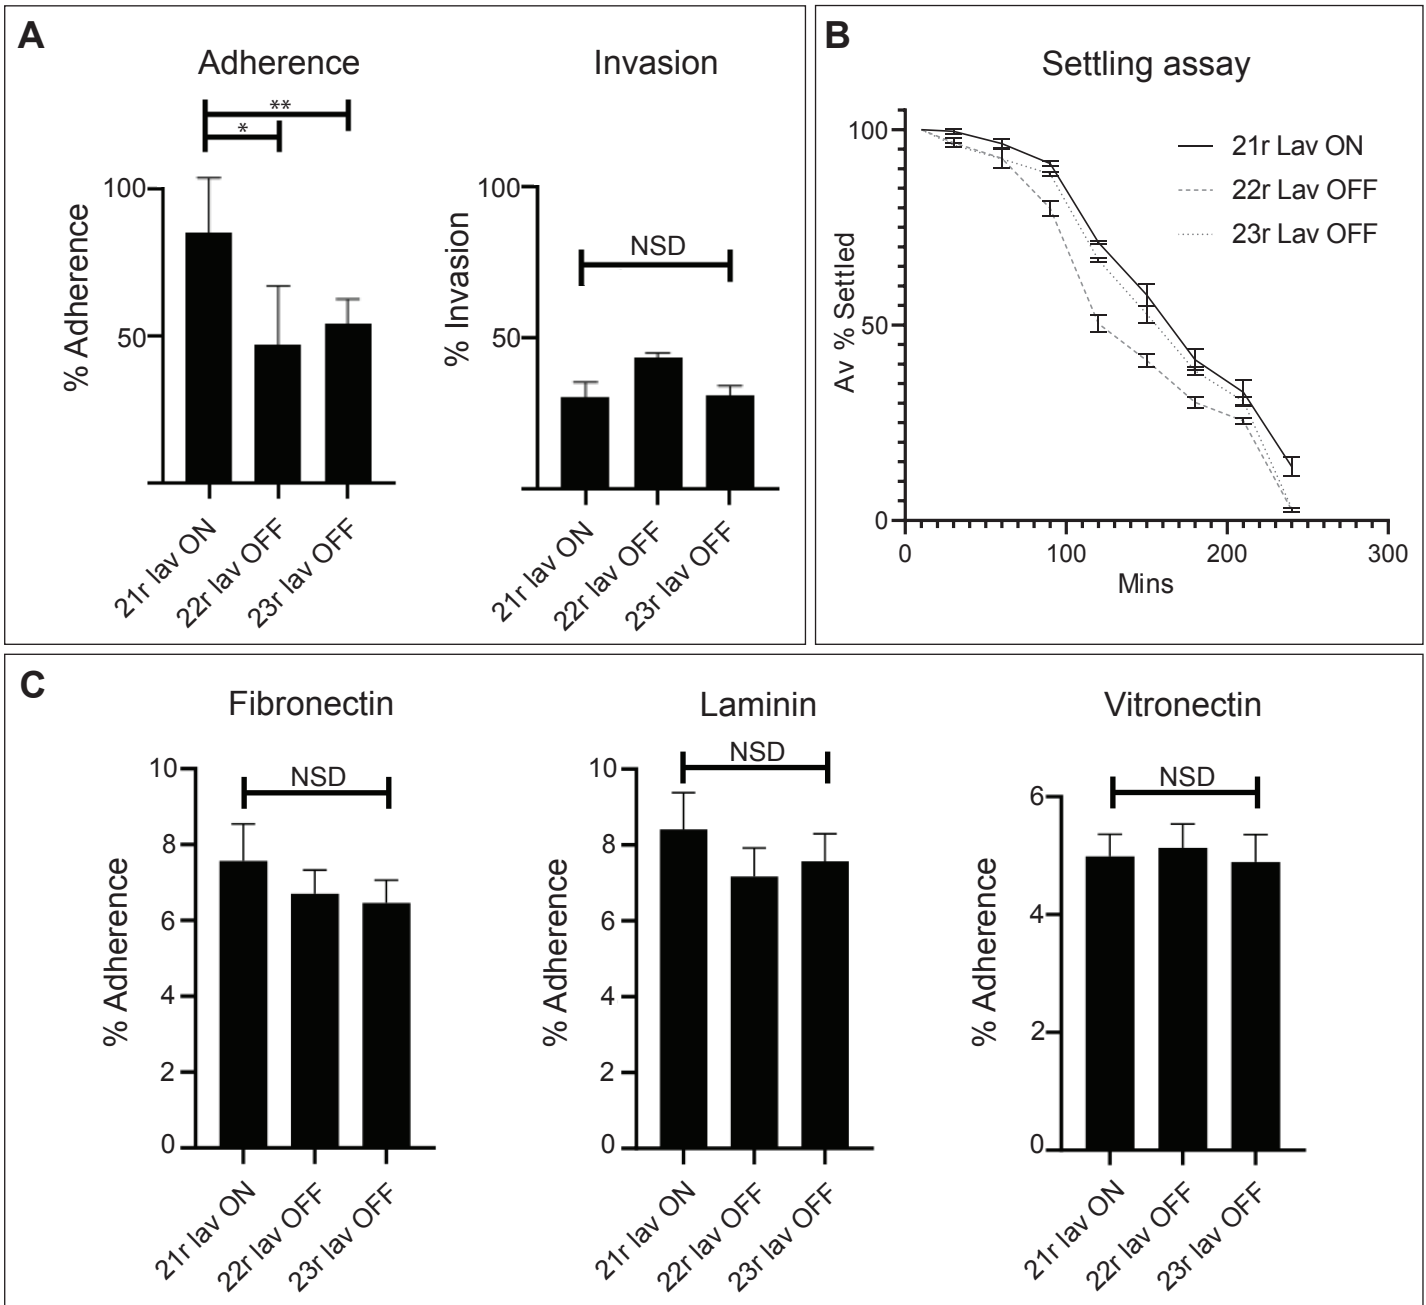 A
Adherence
**
*
100
50
% Adherence
21r lav ON
22r lav OFF
23r lav OFF
Invasion
NSD
100
50
% Invasion
21r lav ON
22r lav OFF
23r lav OFF
B
Settling assay
100
50
0
Av % Settled
21r Lav ON
22r Lav OFF
23r Lav OFF
0
100
200
300
Mins
C
Fibronectin
NSD
10
8
6
4
2
0
% Adherence
21r lav ON
22r lav OFF
23r lav OFF
Laminin
NSD
10
8
6
4
2
0
% Adherence
21r lav ON
22r lav OFF
23r lav OFF
Vitronectin
NSD
6
4
2
0
% Adherence
21r lav ON
22r lav OFF
23r lav OFF